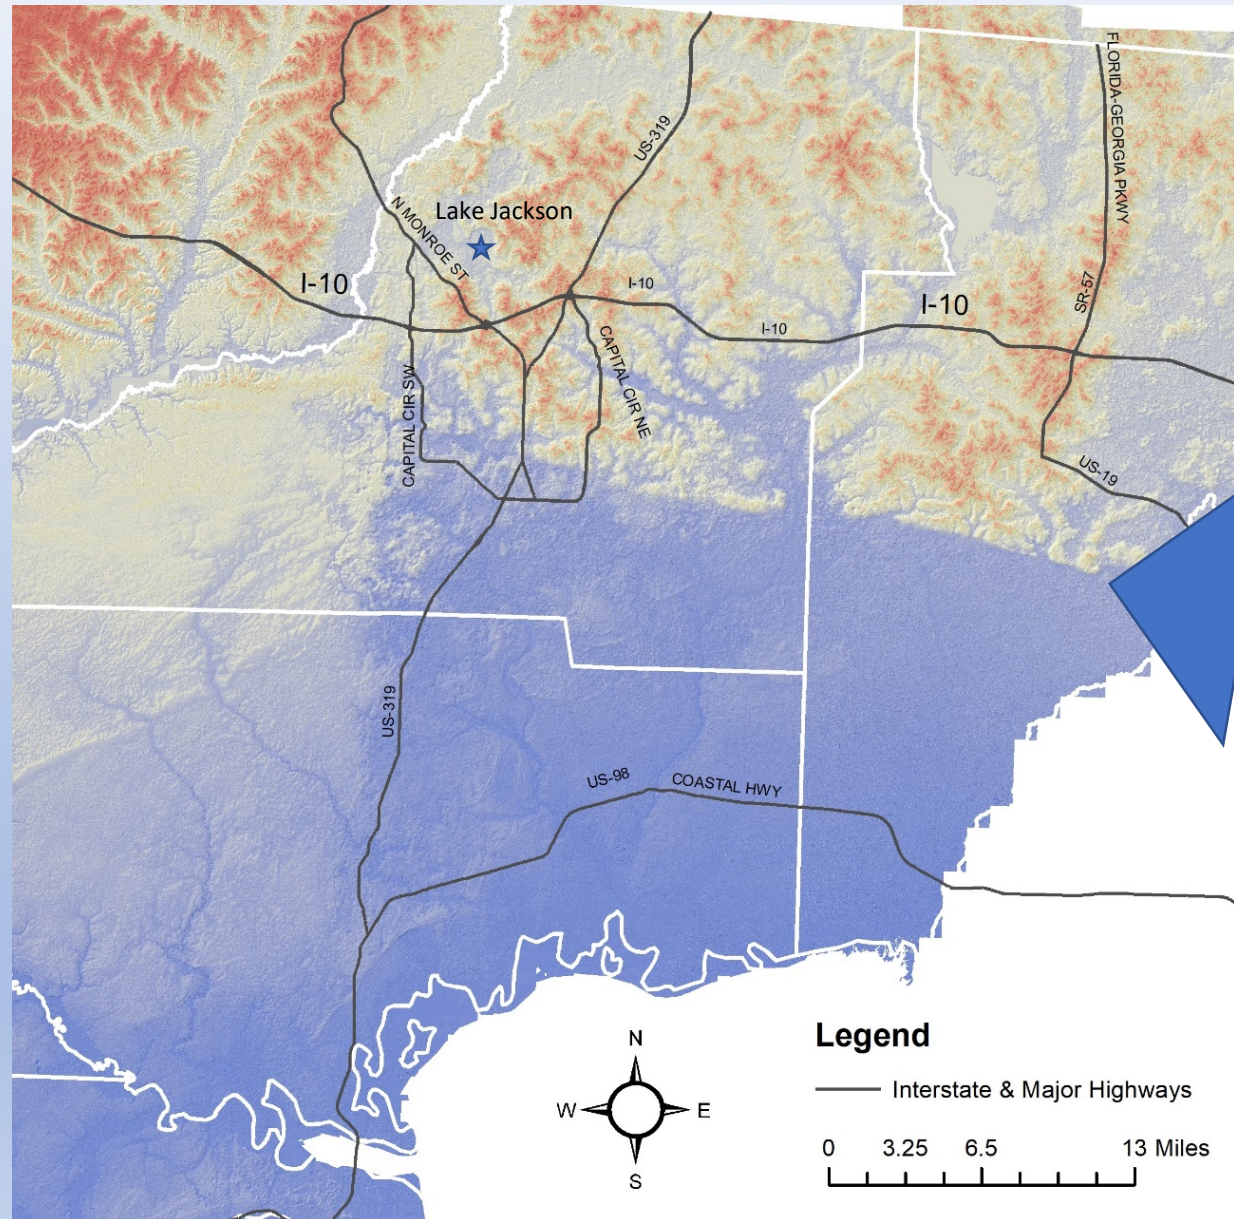 FLORIDA-GEORGIA PKWY
US-319
N MONROE ST
Lake Jackson
I-10
I-10
I-10
I-10
SR-57
CAPITAL CIR SW
CAPITAL CIR NE
US-19
US-319
US-98
COASTAL HWY
N
W
E
S
Legend
Interstate & Major Highways
0 3.25 6.5 13 Miles